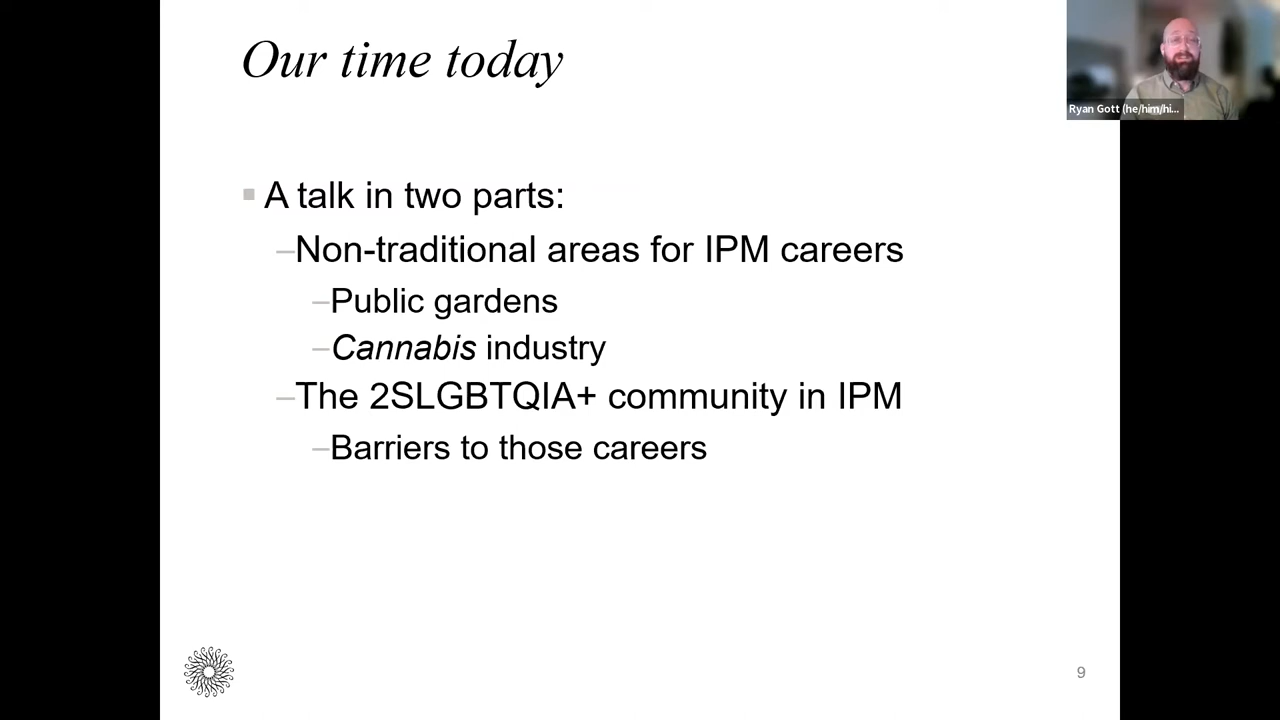 Our time today
Ryan Gott (he/him/hi...
A talk in two parts:
–Non-traditional areas for IPM careers
–Public gardens
–Cannabis industry
–The 2SLGBTQIA+ community in IPM
–Barriers to those careers
9